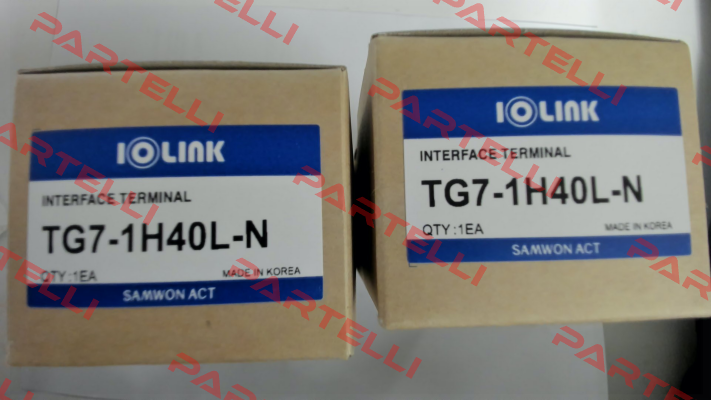 IOLINK
INTERFACE TERMINAL
TG7-1H40L-N
QTY :1EA
MADE IN KOREA
SAMWON ACT
IOLINK
INTERFACE TERMINAL
TG7-1H40L-N
QTY :1EA
MADE IN KOREA
SAMWON ACT
PARTELLI
PARTELLI
PARTELLI
PARTELLI
PARTELLI